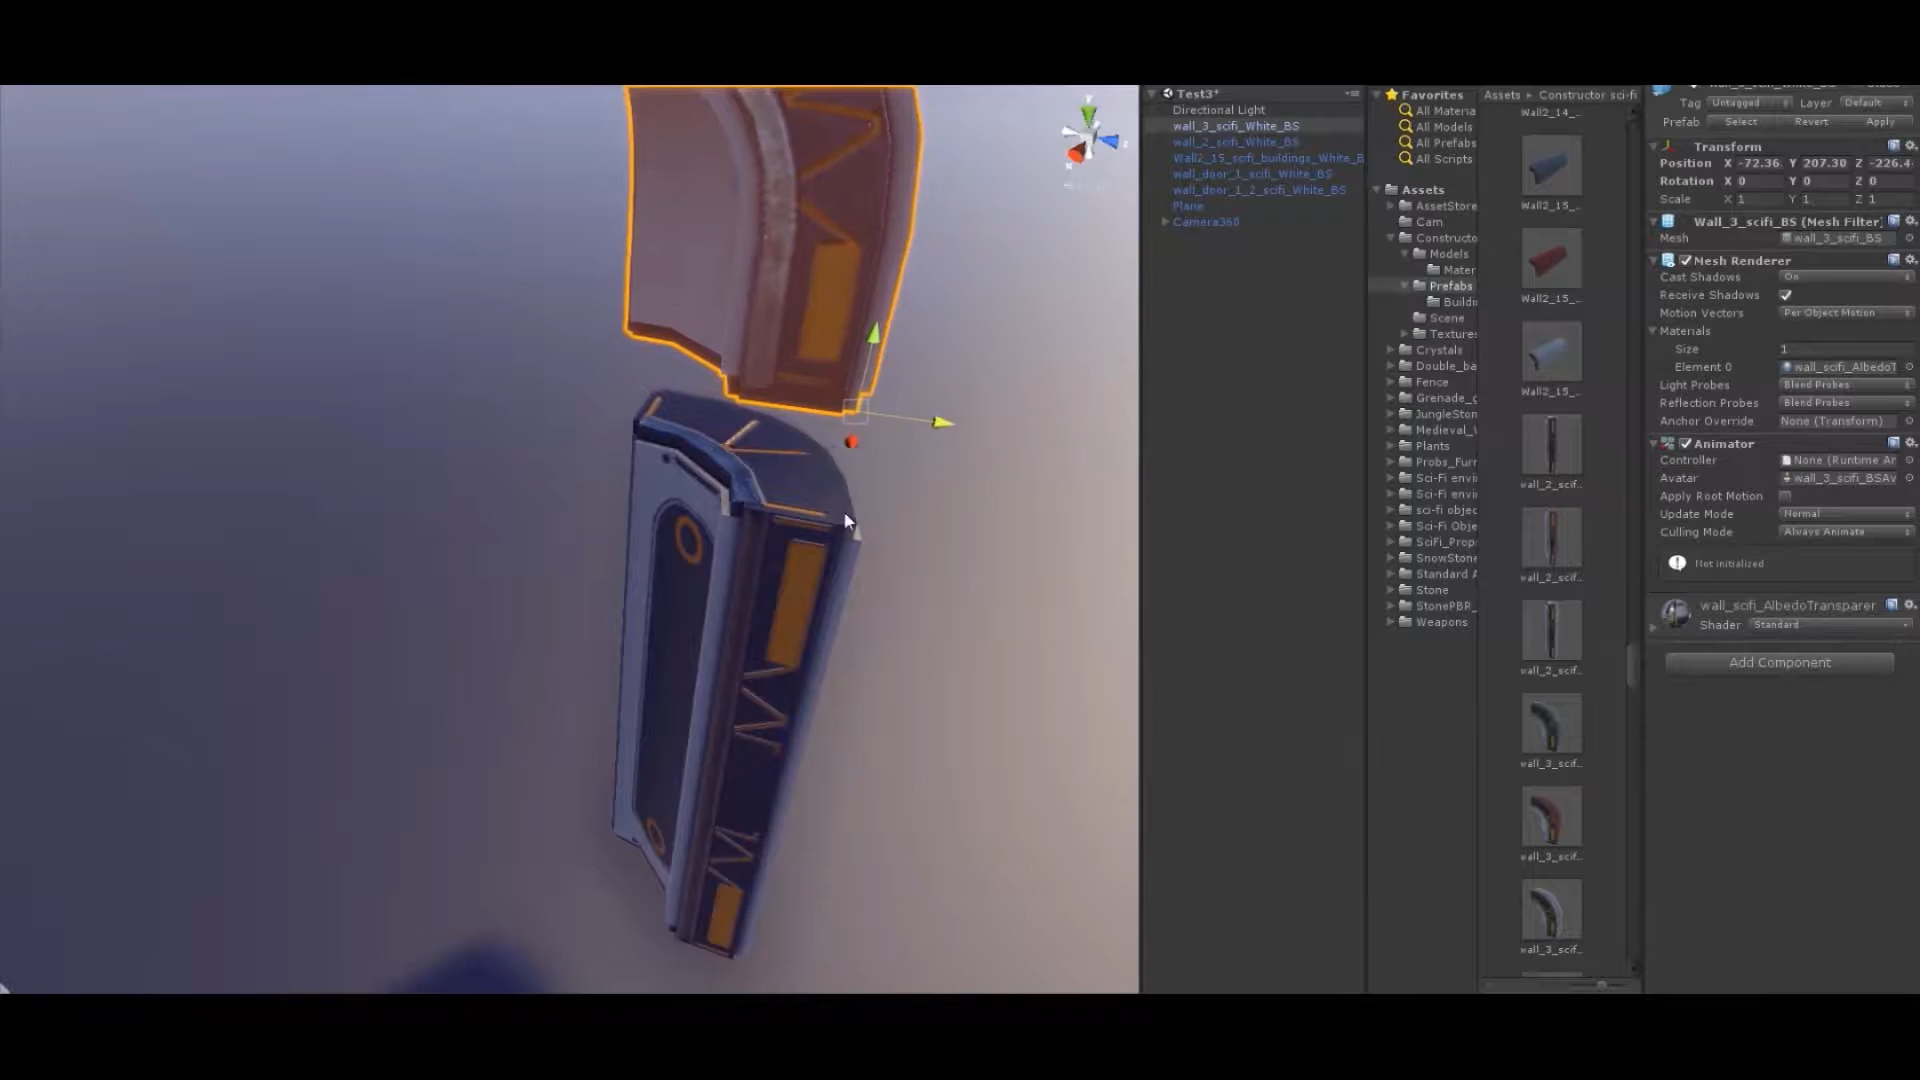 Test3*
Directional Light
wall_3_scifi_White_BS
wall_2_scifi_White_BS
Wall2_15_scifi_buildings_White_B
wall_door_1_scifi_White_BS
wall_door_1_2_scifi_White_BS
Plane
Camera360
Favorites
All Materia
All Models
All Prefabs
All Scripts
Assets
AssetStore
Cam
Constructo
Models
Mater
Prefabs
Buildin
Scene
Textures
Crystals
Double_ba
Fence
Grenade_g
JungleSton
Medieval_V
Plants
Probs_Furn
Sci-Fi envi
Sci-fi envi
sci-fi objec
Sci-Fi Obje
SciFi_Prop
SnowStone
Standard A
Stone
StonePBR_
Weapons
Assets ▸ Constructor sci-fi
Wall2_14_...
Wall2_15_...
Wall2_15_...
Wall2_15_...
wall_2_scif...
wall_2_scif...
wall_2_scif...
wall_3_scif...
wall_3_scif...
wall_3_scif...
Tag Untagged Layer Default
Prefab Select Revert Apply
Transform
Position X -72.36 Y 207.30 Z -226.4
Rotation X 0 Y 0 Z 0
Scale X 1 Y 1 Z 1
Wall_3_scifi_BS (Mesh Filter)
Mesh wall_3_scifi_BS
Mesh Renderer
Cast Shadows On
Receive Shadows
Motion Vectors Per Object Motion
Materials
Size 1
Element 0 wall_scifi_AlbedoT
Light Probes Blend Probes
Reflection Probes Blend Probes
Anchor Override None (Transform)
Animator
Controller None (Runtime An
Avatar wall_3_scifi_BSAv
Apply Root Motion
Update Mode Normal
Culling Mode Always Animate
Not initialized
wall_scifi_AlbedoTransparer
Shader Standard
Add Component